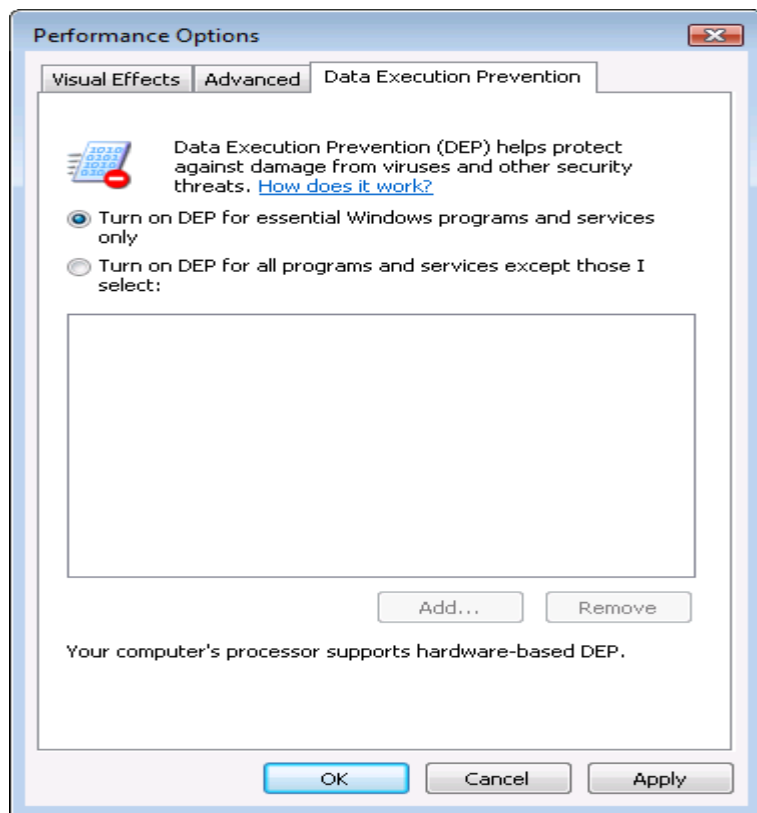 Performance Options
Visual Effects
Advanced
Data Execution Prevention
Data Execution Prevention (DEP) helps protect
against damage from viruses and other security
threats. How does it work?
Turn on DEP for essential Windows programs and services
only
Turn on DEP for all programs and services except those I
select:
Add...
Remove
Your computer's processor supports hardware-based DEP.
OK
Cancel
Apply